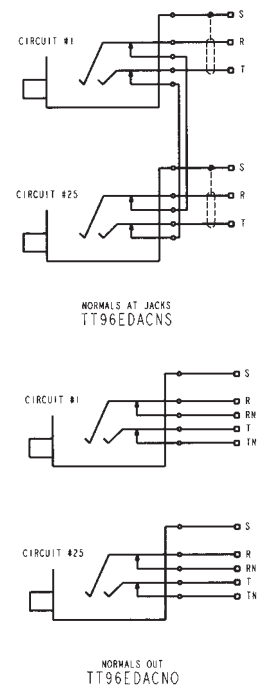 S
CIRCUIT #1
R
T
S
CIRCUIT #25
R
T
NORMALS AT JACKS
TT96EDACNS
S
CIRCUIT #1
R
RN
T
TN
S
CIRCUIT #25
R
RN
T
TN
NORMALS OUT
TT96EDACNO